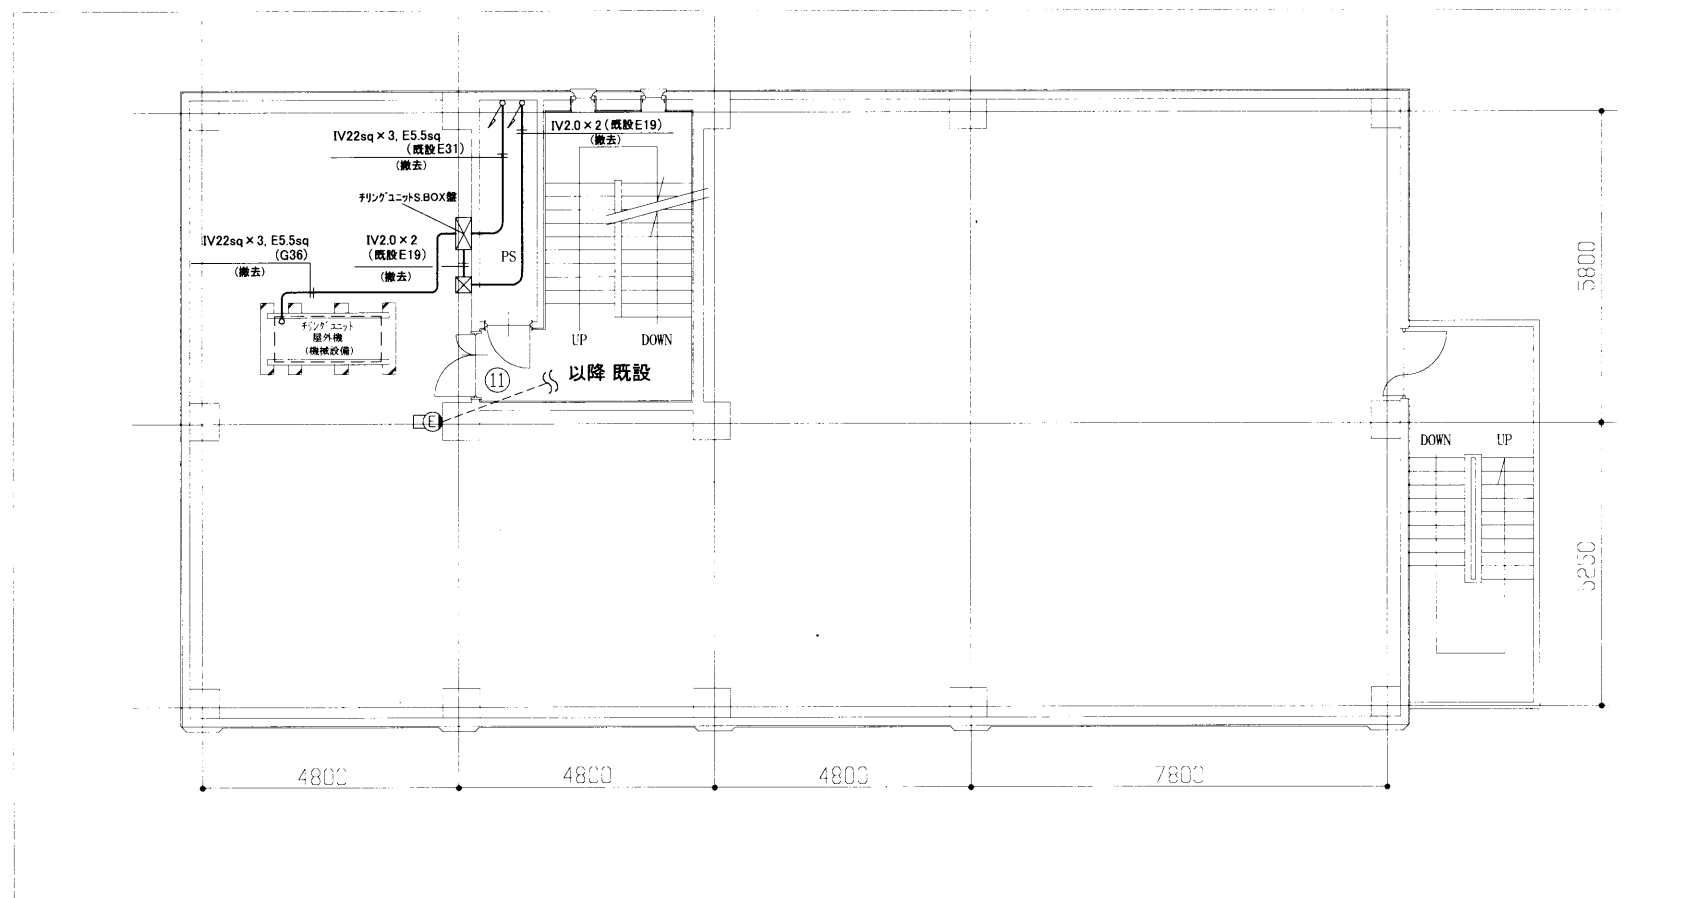 IV22sq×3, E5.5sq
(既設E31)
(撤去)
IV2.0×2(既設E19)
(撤去)
チリングユニットS.BOX盤
IV22sq×3, E5.5sq
(G36)
(撤去)
IV2.0×2
(既設E19)
(撤去)
PS
チリングユニット
屋外機
(機械設備)
UP
DOWN
11
以降 既設
E
5800
DOWN
UP
5250
4800
4800
4800
7800